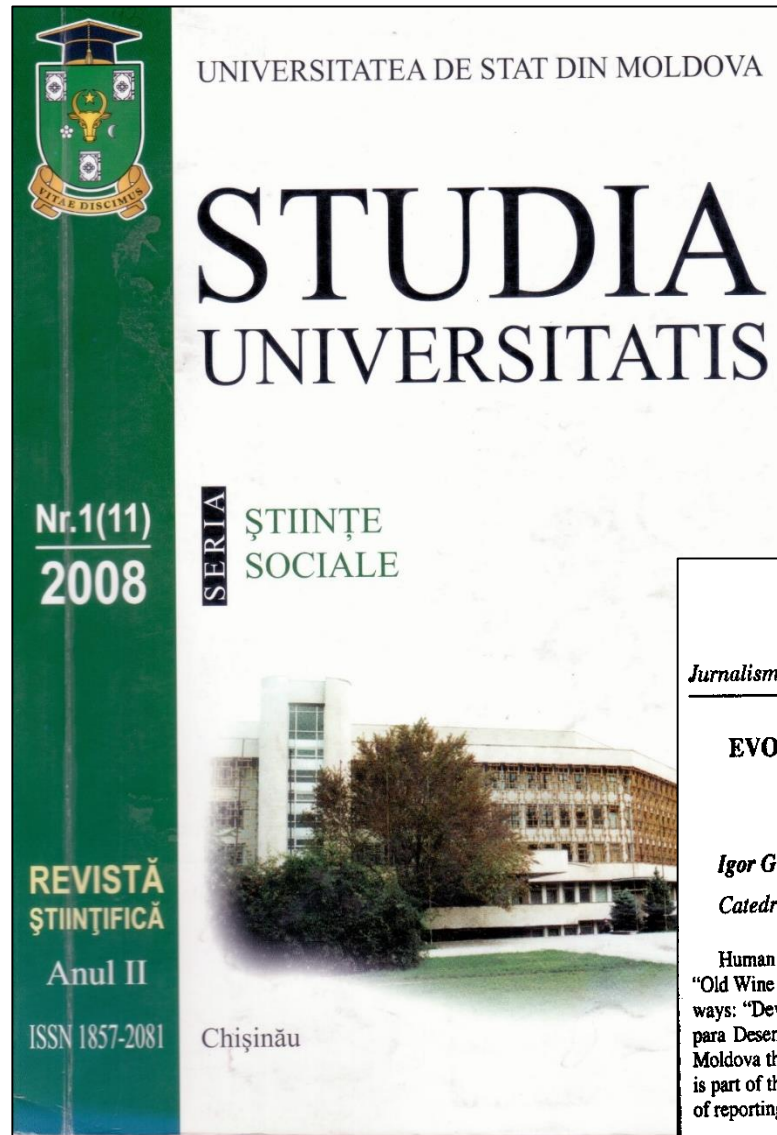 VITAE DISCIMUS
UNIVERSITATEA DE STAT DIN MOLDOVA
STUDIA
UNIVERSITATIS
Nr.1(11)
2008
SERIA
ŞTIINŢE
SOCIALE
REVISTĂ
ŞTIINŢIFICĂ
Anul II
ISSN 1857-2081
Chişinău
Jurnalism
EVO
Igor G
Catedr
Human
"Old Wine
ways: "Dev
para Desen
Moldova th
is part of th
of reporting